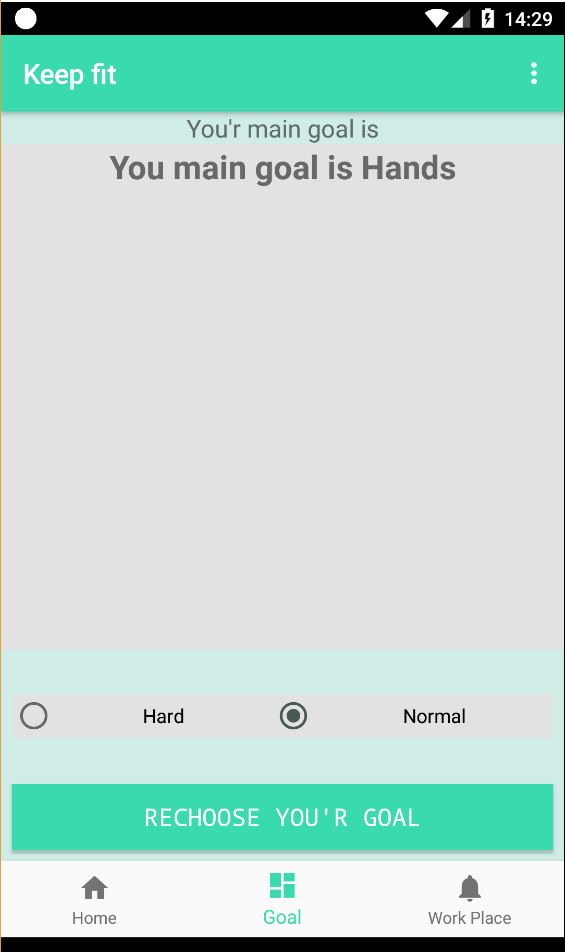 14:29
Keep fit
You'r main goal is
You main goal is Hands
Hard Normal
RECHOOSE YOU'R GOAL
Home Goal Work Place